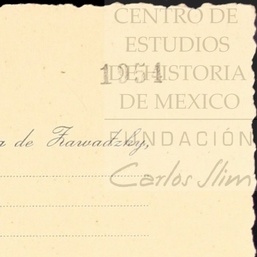 CENTRO DE
ESTUDIOS
DE HISTORIA
DE MEXICO
1954
FUNDACIÓN
a de Zawadzky,
Carlos Slim